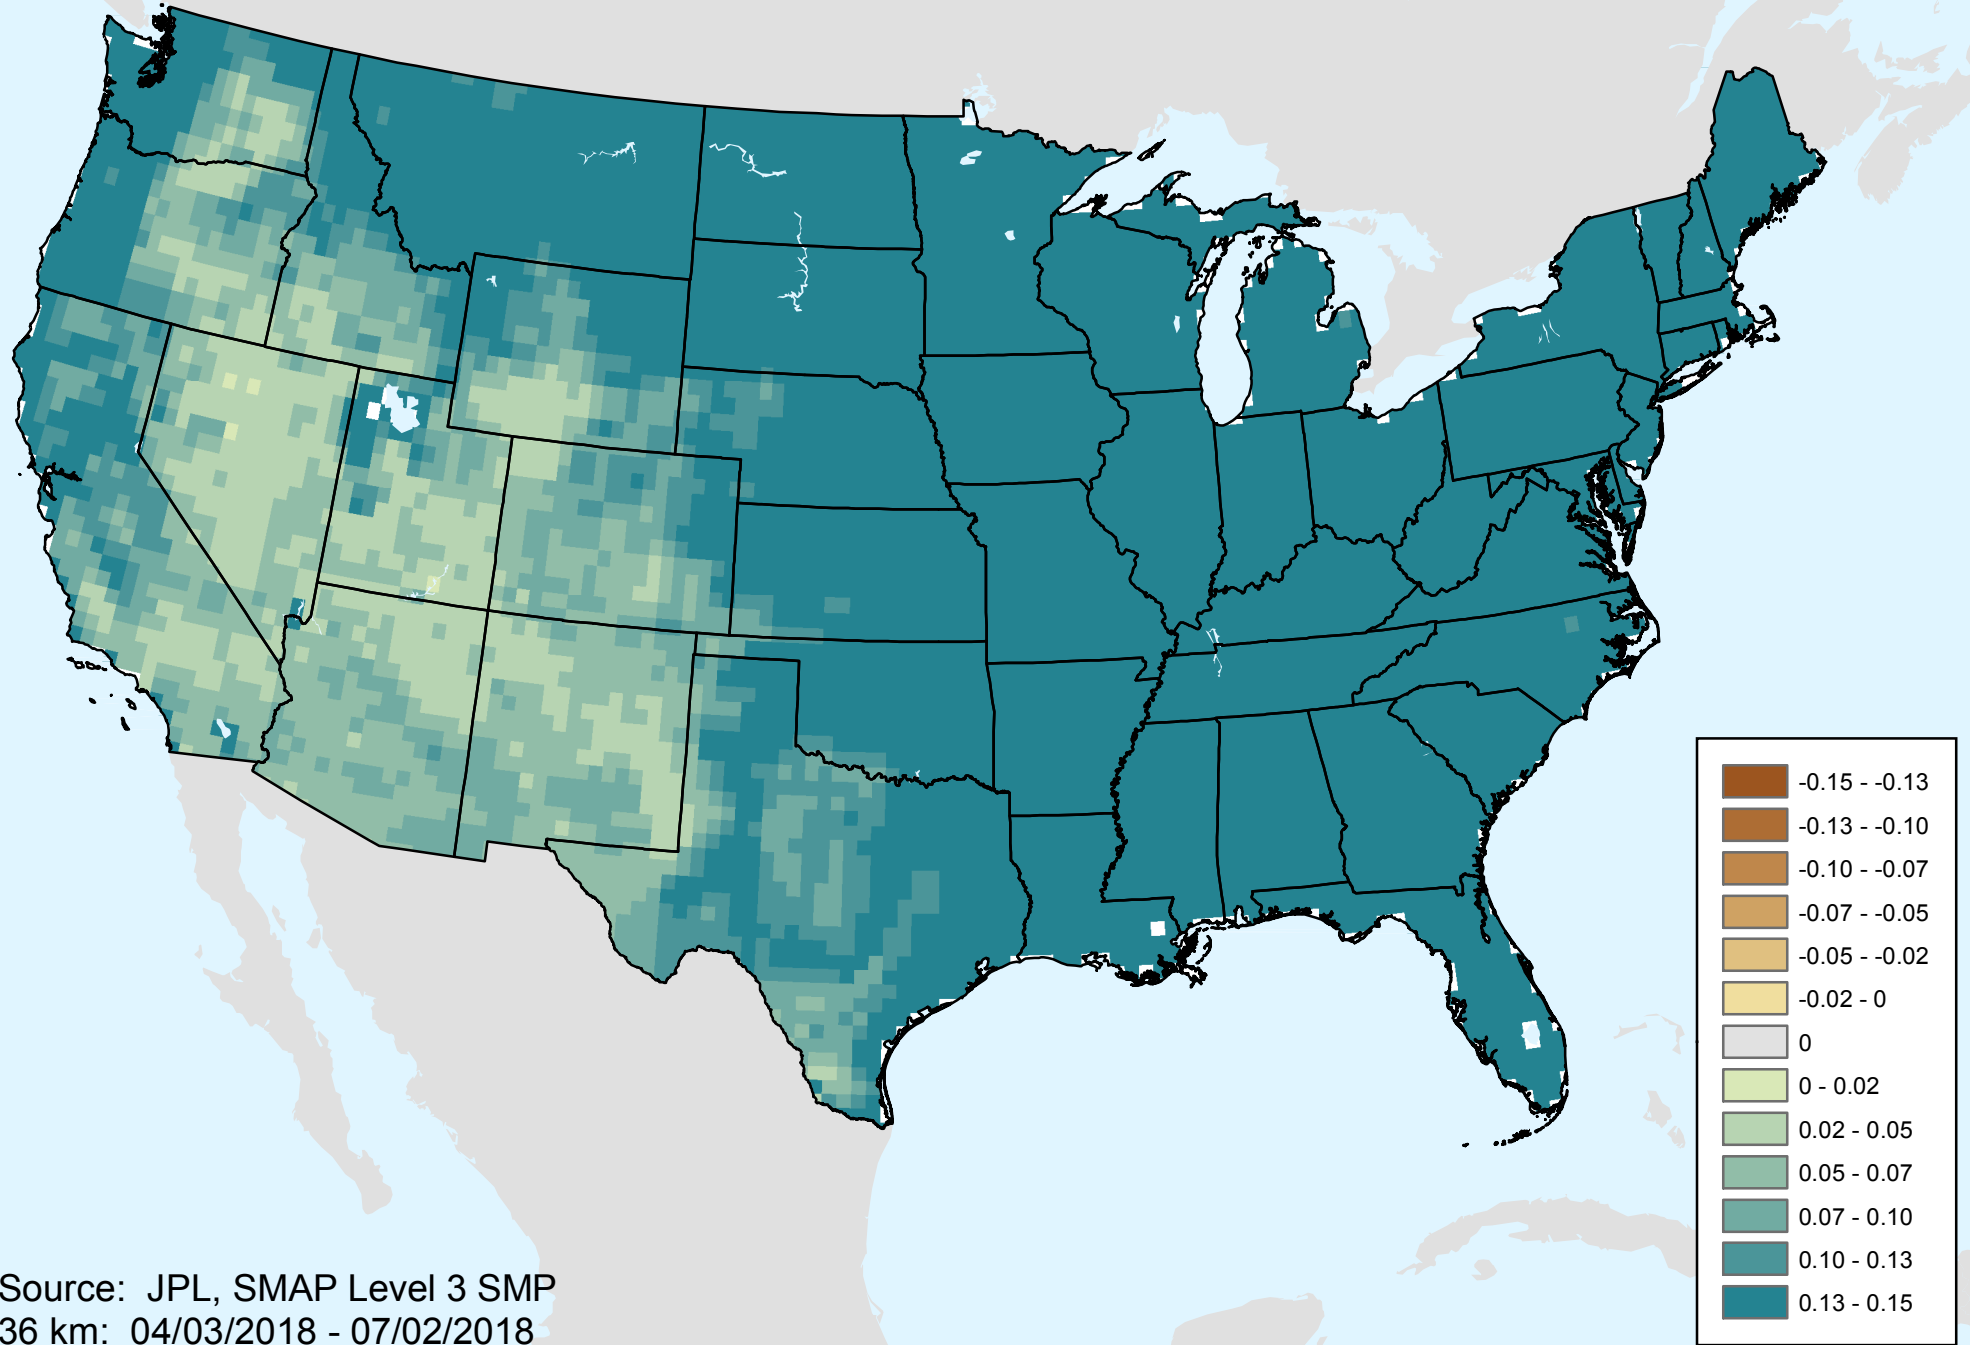 -0.15 - -0.13
-0.13 - -0.10
-0.10 - -0.07
-0.07 - -0.05
-0.05 - -0.02
-0.02 - 0
0
0 - 0.02
0.02 - 0.05
0.05 - 0.07
0.07 - 0.10
0.10 - 0.13
0.13 - 0.15
Source: JPL, SMAP Level 3 SMP
36 km: 04/03/2018 - 07/02/2018